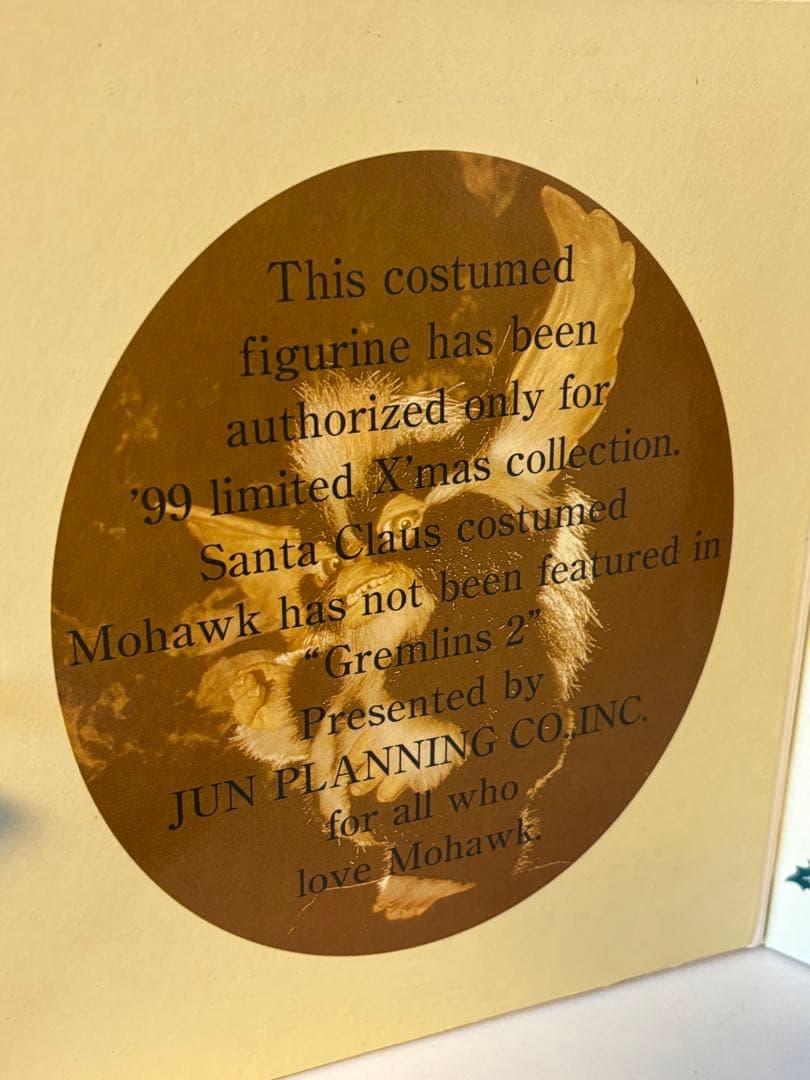 This costumed
figurine has been
authorized only for
'99 limited X'mas collection.
Santa Claus costumed
Mohawk has not been featured in
“Gremlins 2”
Presented by
JUN PLANNING CO.,INC.
for all who
love Mohawk.